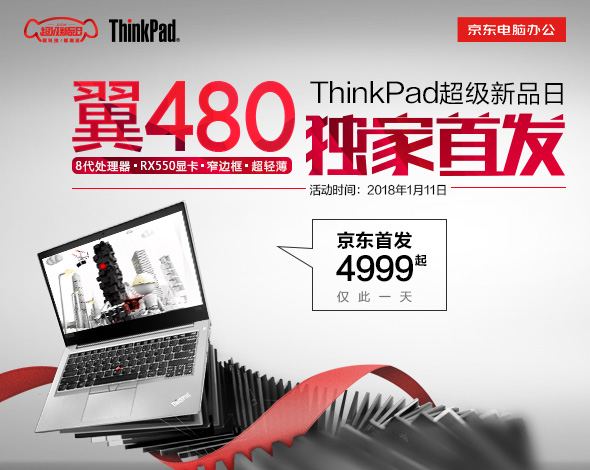 超级新品日
ThinkPad
京东电脑办公
翼480
ThinkPad超级新品日
独家首发
8代处理器·RX550显卡·窄边框·超轻薄
活动时间：2018年1月11日
京东首发
4999起
仅此一天
ThinkPad